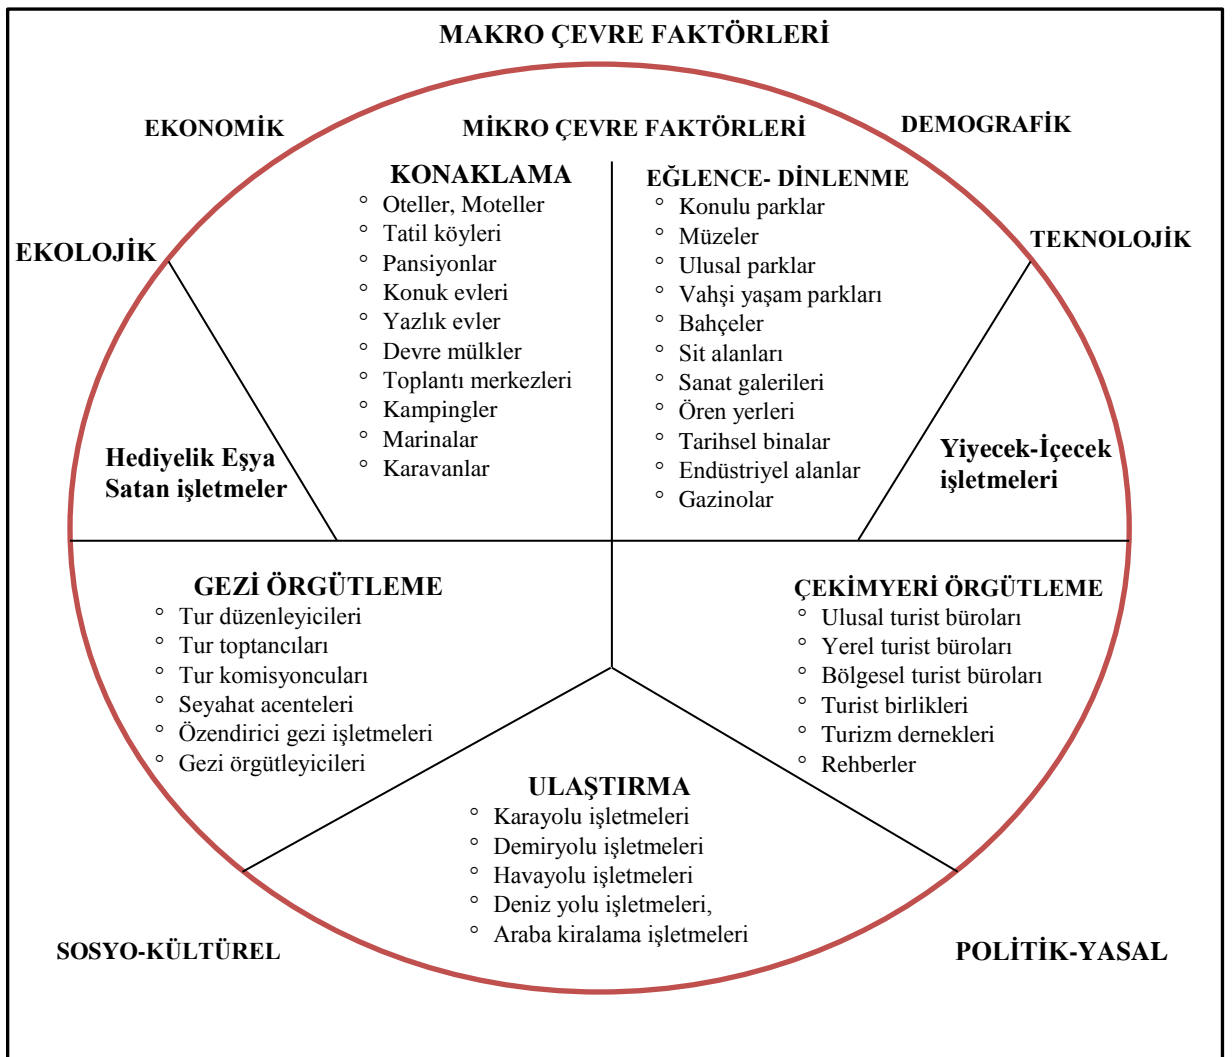 MAKRO ÇEVRE FAKTÖRLERİ
EKONOMİK
DEMOGRAFİK
EKOLOJİK
TEKNOLOJİK
MİKRO ÇEVRE FAKTÖRLERİ
KONAKLAMA
° Oteller, Moteller
° Tatil köyleri
° Pansiyonlar
° Konuk evleri
° Yazlık evler
° Devre mülkler
° Toplantı merkezleri
° Kampingler
° Marinalar
° Karavanlar
EĞLENCE- DİNLENME
° Konulu parklar
° Müzeler
° Ulusal parklar
° Vahşi yaşam parkları
° Bahçeler
° Sit alanları
° Sanat galerileri
° Ören yerleri
° Tarihsel binalar
° Endüstriyel alanlar
° Gazinolar
Hediyelik Eşya
Satan işletmeler
Yiyecek-İçecek
işletmeleri
GEZİ ÖRGÜTLEME
° Tur düzenleyicileri
° Tur toptancıları
° Tur komisyoncuları
° Seyahat acenteleri
° Özendirici gezi işletmeleri
° Gezi örgütleyicileri
ÇEKİMYERİ ÖRGÜTLEME
° Ulusal turist büroları
° Yerel turist büroları
° Bölgesel turist büroları
° Turist birlikleri
° Turizm dernekleri
° Rehberler
ULAŞTIRMA
° Karayolu işletmeleri
° Demiryolu işletmeleri
° Havayolu işletmeleri
° Deniz yolu işletmeleri,
° Araba kiralama işletmeleri
SOSYO-KÜLTÜREL
POLİTİK-YASAL